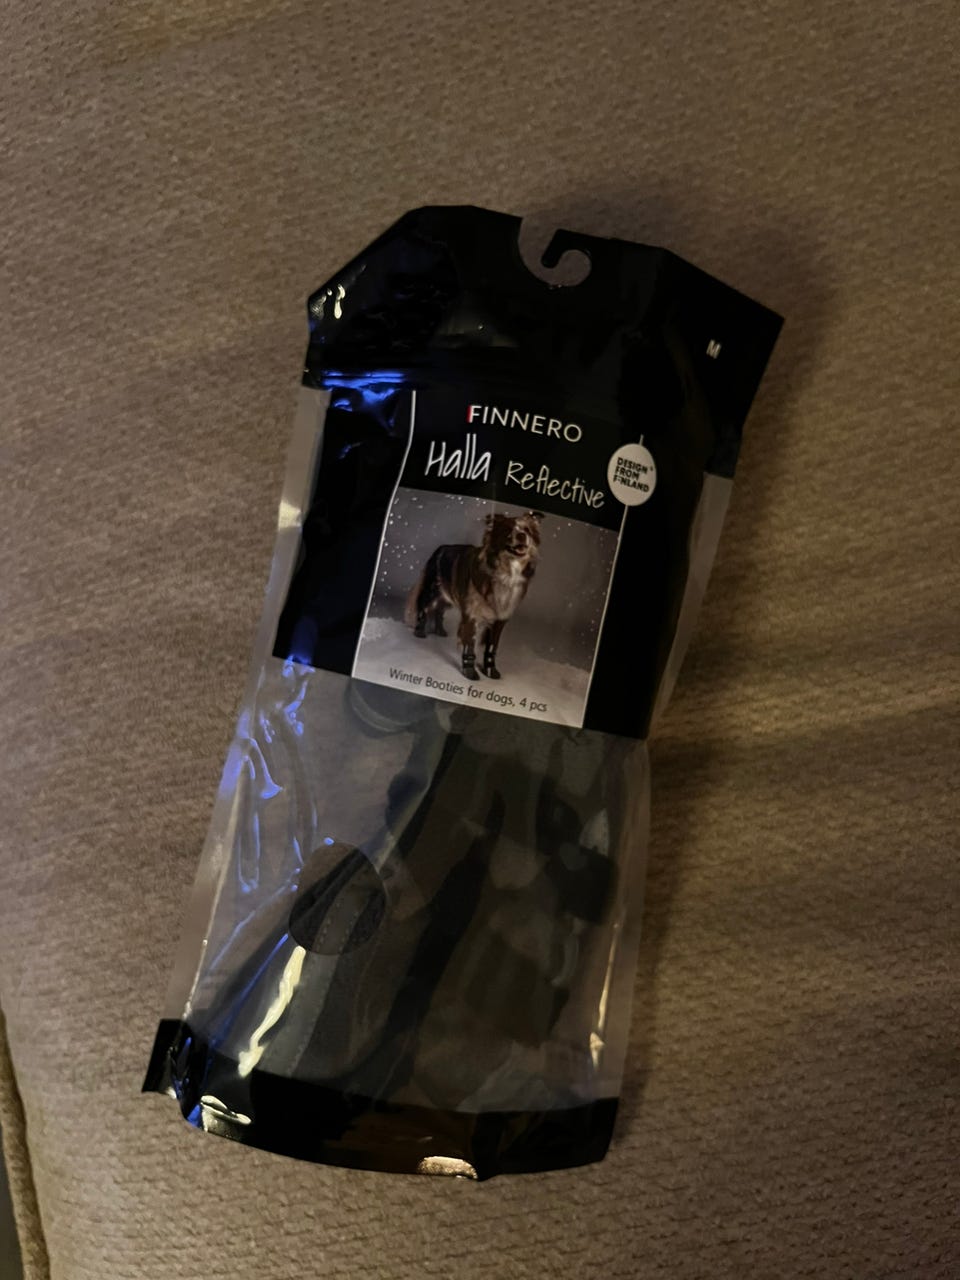 M
FINNERO
Halla Reflective
DESIGN
FROM
FINLAND
Winter Booties for dogs, 4 pcs